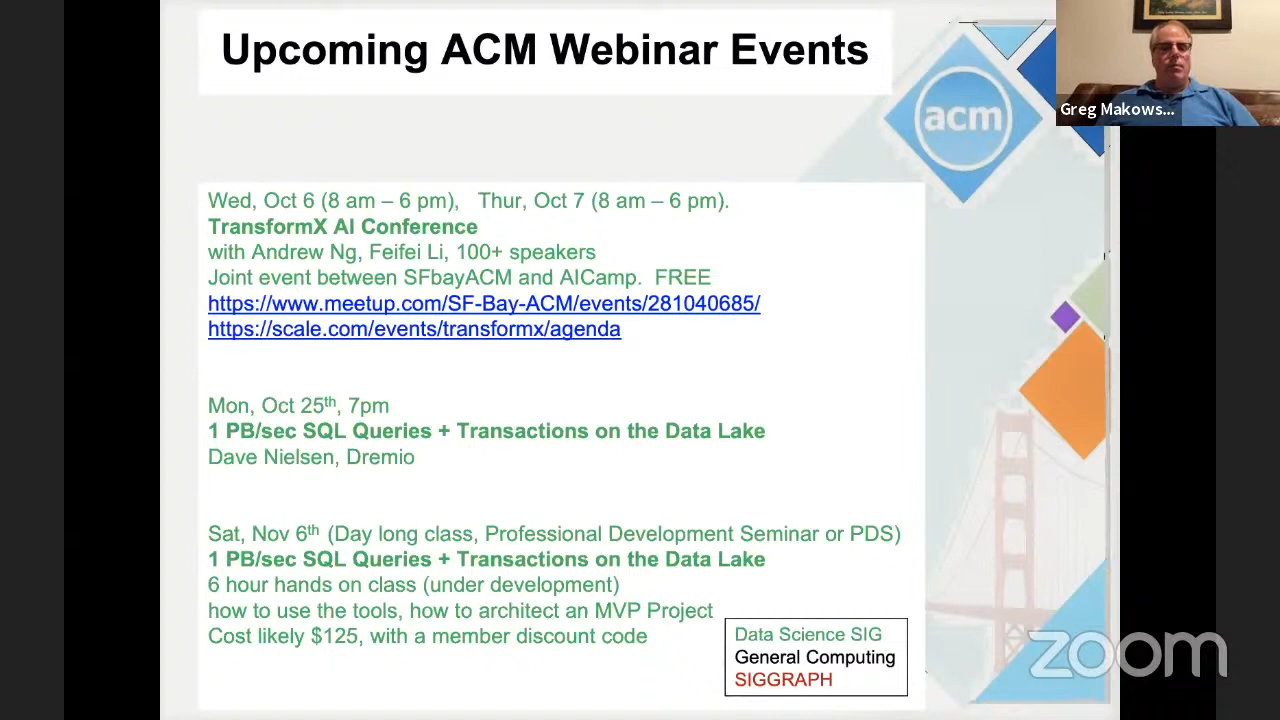 Upcoming ACM Webinar Events
acm
Greg Makows...
Wed, Oct 6 (8 am – 6 pm),   Thur, Oct 7 (8 am – 6 pm).
TransformX AI Conference
with Andrew Ng, Feifei Li, 100+ speakers
Joint event between SFbayACM and AICamp.  FREE
https://www.meetup.com/SF-Bay-ACM/events/281040685/
https://scale.com/events/transformx/agenda
Mon, Oct 25th, 7pm
1 PB/sec SQL Queries + Transactions on the Data Lake
Dave Nielsen, Dremio
Sat, Nov 6th (Day long class, Professional Development Seminar or PDS)
1 PB/sec SQL Queries + Transactions on the Data Lake
6 hour hands on class (under development)
how to use the tools, how to architect an MVP Project
Cost likely $125, with a member discount code
Data Science SIG
General Computing
SIGGRAPH
zoom